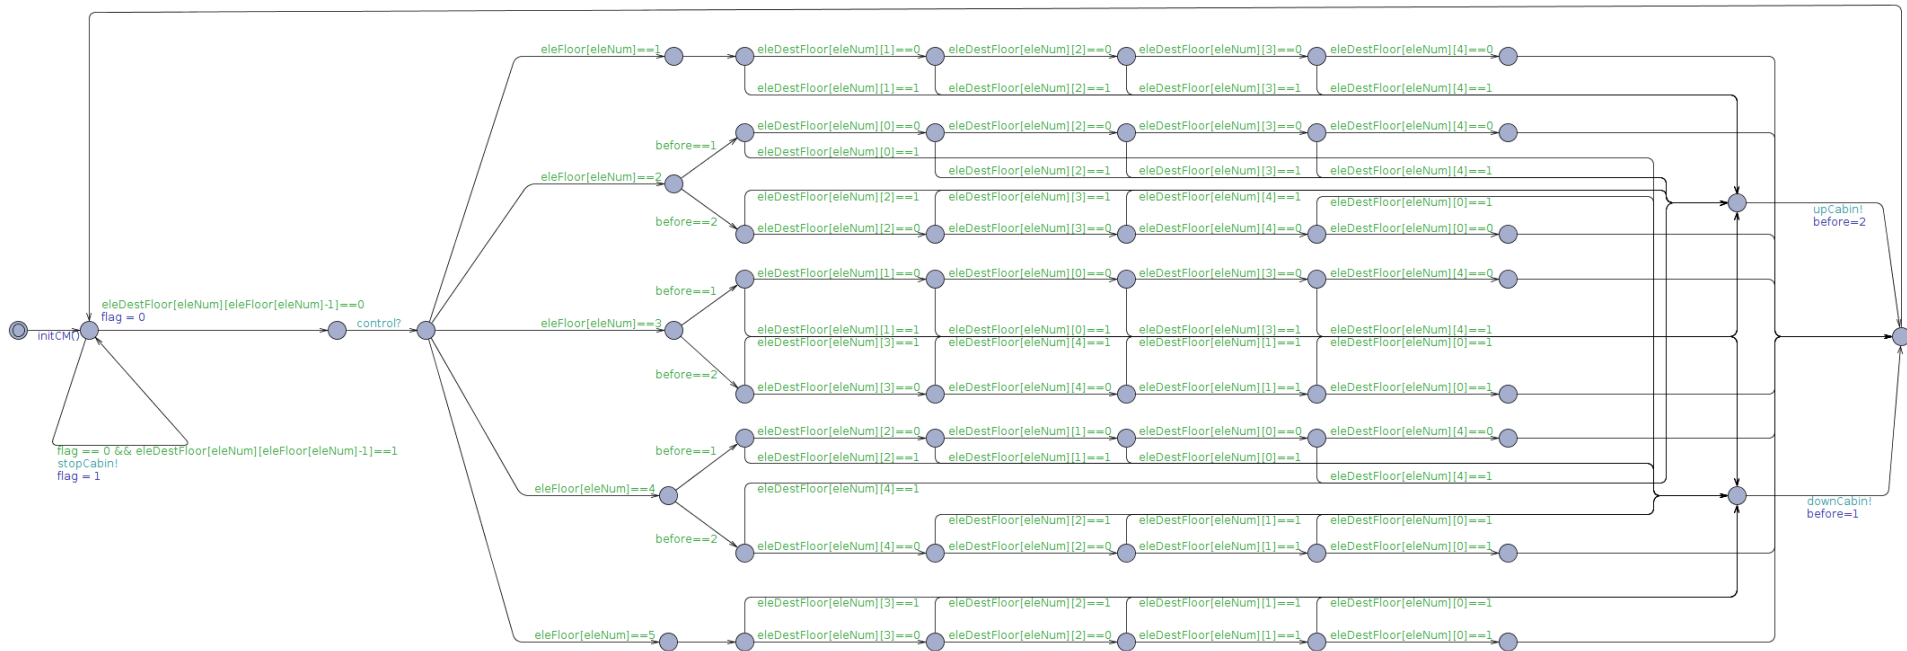 eleFloor[eleNum]==1
eleDestFloor[eleNum][1]==0
eleDestFloor[eleNum][2]==0
eleDestFloor[eleNum][3]==0
eleDestFloor[eleNum][4]==0
eleDestFloor[eleNum][1]==1
eleDestFloor[eleNum][2]==1
eleDestFloor[eleNum][3]==1
eleDestFloor[eleNum][4]==1
before==1
eleDestFloor[eleNum][0]==0
eleDestFloor[eleNum][2]==0
eleDestFloor[eleNum][3]==0
eleDestFloor[eleNum][4]==0
eleDestFloor[eleNum][0]==1
eleFloor[eleNum]==2
eleDestFloor[eleNum][2]==1
eleDestFloor[eleNum][3]==1
eleDestFloor[eleNum][4]==1
before==2
eleDestFloor[eleNum][2]==1
eleDestFloor[eleNum][3]==1
eleDestFloor[eleNum][4]==1
eleDestFloor[eleNum][0]==1
eleDestFloor[eleNum][2]==0
eleDestFloor[eleNum][3]==0
eleDestFloor[eleNum][4]==0
eleDestFloor[eleNum][0]==0
upCabin!
before=2
before==1
eleDestFloor[eleNum][1]==0
eleDestFloor[eleNum][0]==0
eleDestFloor[eleNum][3]==0
eleDestFloor[eleNum][4]==0
eleDestFloor[eleNum][eleFloor[eleNum]-1]==0
flag = 0
initCM()
control?
eleFloor[eleNum]==3
eleDestFloor[eleNum][1]==1
eleDestFloor[eleNum][0]==1
eleDestFloor[eleNum][3]==1
eleDestFloor[eleNum][4]==1
eleDestFloor[eleNum][3]==1
eleDestFloor[eleNum][4]==1
eleDestFloor[eleNum][1]==1
eleDestFloor[eleNum][0]==1
before==2
eleDestFloor[eleNum][3]==0
eleDestFloor[eleNum][4]==0
eleDestFloor[eleNum][1]==1
eleDestFloor[eleNum][0]==1
flag == 0 && eleDestFloor[eleNum][eleFloor[eleNum]-1]==1
stopCabin!
flag = 1
before==1
eleDestFloor[eleNum][2]==0
eleDestFloor[eleNum][1]==0
eleDestFloor[eleNum][0]==0
eleDestFloor[eleNum][4]==0
eleDestFloor[eleNum][2]==1
eleDestFloor[eleNum][1]==1
eleDestFloor[eleNum][0]==1
eleDestFloor[eleNum][4]==1
eleFloor[eleNum]==4
eleDestFloor[eleNum][4]==1
downCabin!
before=1
before==2
eleDestFloor[eleNum][2]==1
eleDestFloor[eleNum][1]==1
eleDestFloor[eleNum][0]==1
eleDestFloor[eleNum][4]==0
eleDestFloor[eleNum][2]==0
eleDestFloor[eleNum][1]==1
eleDestFloor[eleNum][0]==1
eleDestFloor[eleNum][3]==1
eleDestFloor[eleNum][2]==1
eleDestFloor[eleNum][1]==1
eleDestFloor[eleNum][0]==1
eleFloor[eleNum]==5
eleDestFloor[eleNum][3]==0
eleDestFloor[eleNum][2]==0
eleDestFloor[eleNum][1]==1
eleDestFloor[eleNum][0]==1